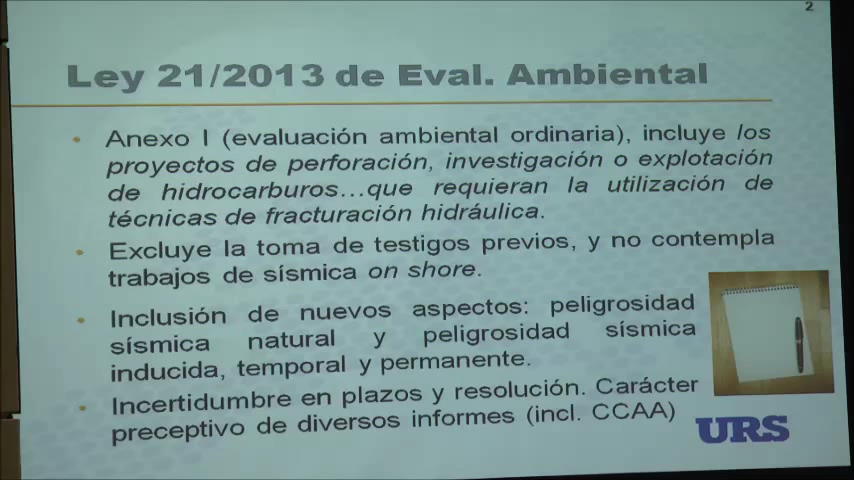 2
Ley 21/2013 de Eval. Ambiental
• Anexo I (evaluación ambiental ordinaria), incluye los
proyectos de perforación, investigación o explotación
de hidrocarburos…que requieran la utilización de
técnicas de fracturación hidráulica.
• Excluye la toma de testigos previos, y no contempla
trabajos de sísmica on shore.
• Inclusión de nuevos aspectos: peligrosidad
sísmica natural y peligrosidad sísmica
inducida, temporal y permanente.
• Incertidumbre en plazos y resolución. Carácter
preceptivo de diversos informes (incl. CCAA)
URS